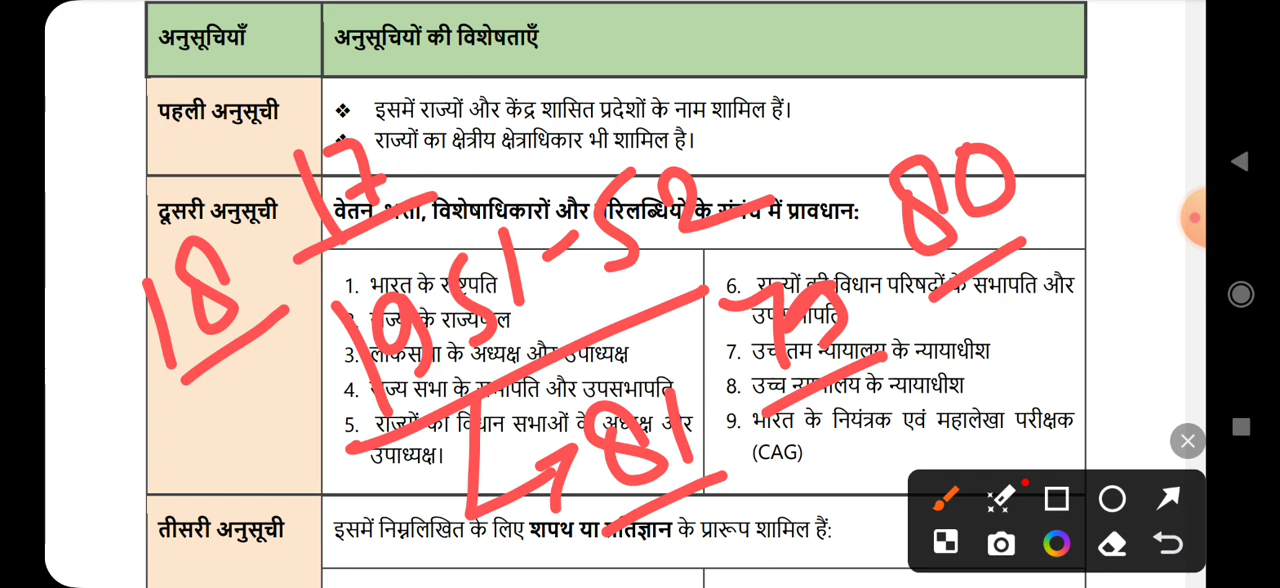 अनुसूचियाँ
अनुसूचियों की विशेषताएँ
पहली अनुसूची
❖ इसमें राज्यों और केंद्र शासित प्रदेशों के नाम शामिल हैं।
❖ राज्यों का क्षेत्रीय क्षेत्राधिकार भी शामिल है।
17
80
दूसरी अनुसूची
वेतन, भत्ता, विशेषाधिकारों और परिलब्धियों के संबंध में प्रावधान:
18
1951-52
79
81
1. भारत के राष्ट्रपति
2. राज्यों के राज्यपाल
3. लोकसभा के अध्यक्ष और उपाध्यक्ष
4. राज्य सभा के सभापति और उपसभापति
5. राज्यों की विधान सभाओं के अध्यक्ष और
उपाध्यक्ष।
6. राज्यों की विधान परिषदों के सभापति और
उपसभापति
7. उच्चतम न्यायालय के न्यायाधीश
8. उच्च न्यायालय के न्यायाधीश
9. भारत के नियंत्रक एवं महालेखा परीक्षक
(CAG)
तीसरी अनुसूची
इसमें निम्नलिखित के लिए शपथ या प्रतिज्ञान के प्रारूप शामिल हैं: